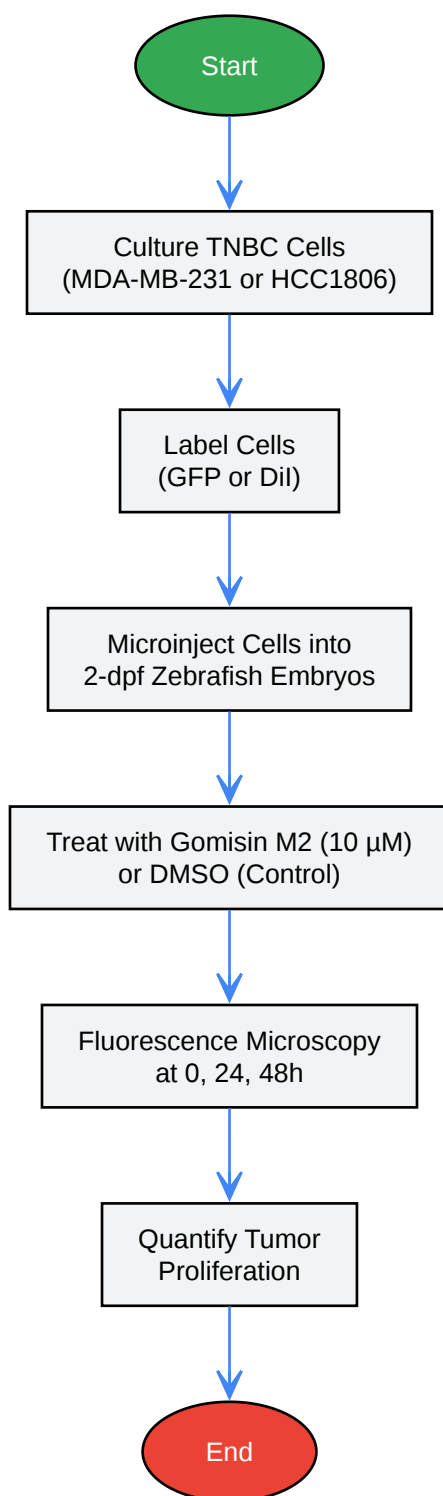 Start
Culture TNBC Cells
(MDA-MB-231 or HCC1806)
Label Cells
(GFP or DiI)
Microinject Cells into
2-dpf Zebrafish Embryos
Treat with Gomisin M2 (10 µM)
or DMSO (Control)
Fluorescence Microscopy
at 0, 24, 48h
Quantify Tumor
Proliferation
End